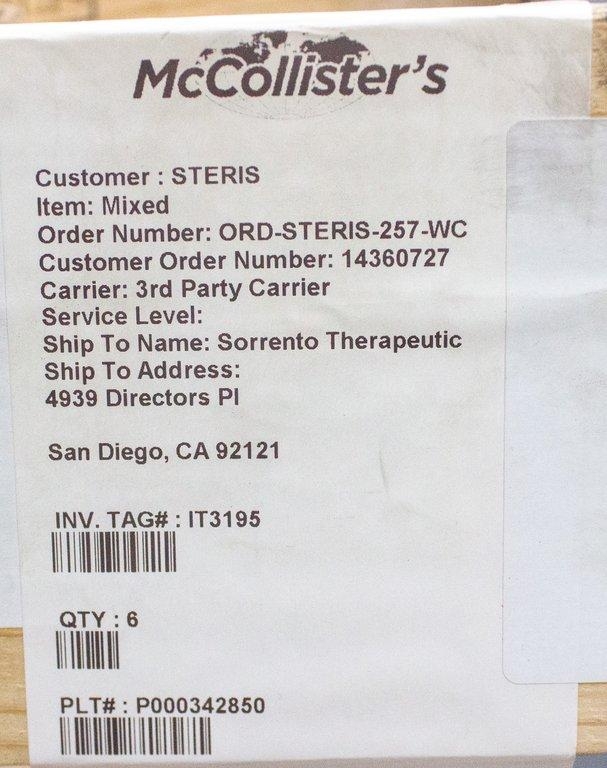 McCollister's
Customer : STERIS
Item: Mixed
Order Number: ORD-STERIS-257-WC
Customer Order Number: 14360727
Carrier: 3rd Party Carrier
Service Level:
Ship To Name: Sorrento Therapeutic
Ship To Address:
4939 Directors Pl
San Diego, CA 92121
INV. TAG# : IT3195
QTY : 6
PLT# : P000342850